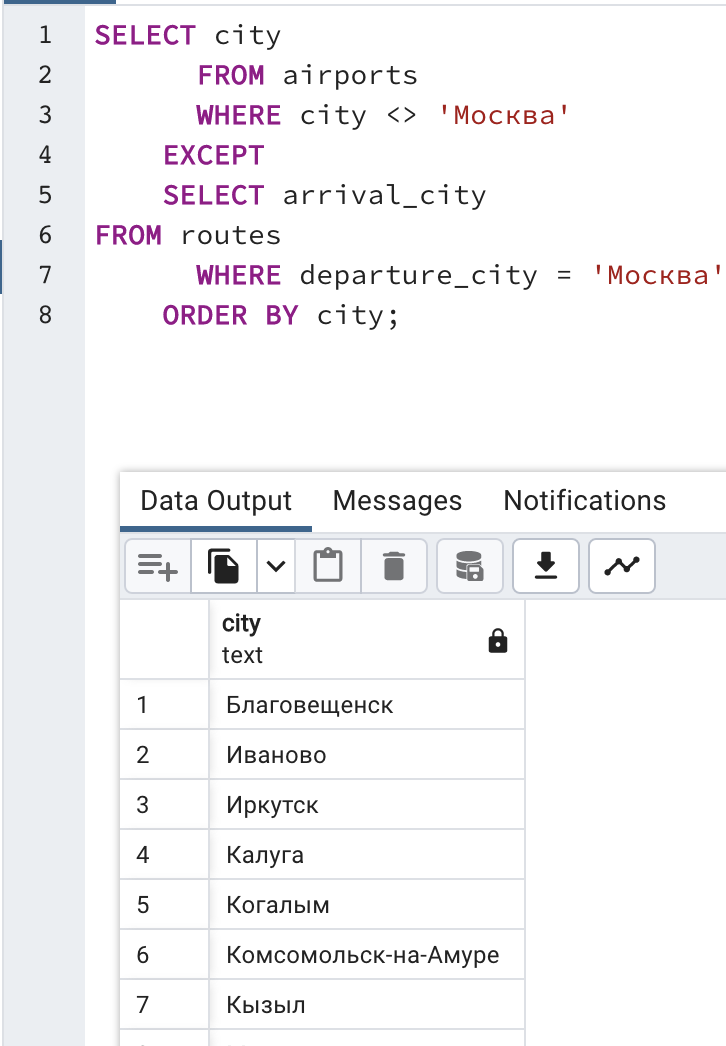 1 SELECT city
2 FROM airports
3 WHERE city <> 'Москва'
4 EXCEPT
5 SELECT arrival_city
6 FROM routes
7 WHERE departure_city = 'Москва'
8 ORDER BY city;
Data Output Messages Notifications
city
text
1 Благовещенск
2 Иваново
3 Иркутск
4 Калуга
5 Когалым
6 Комсомольск-на-Амуре
7 Кызыл